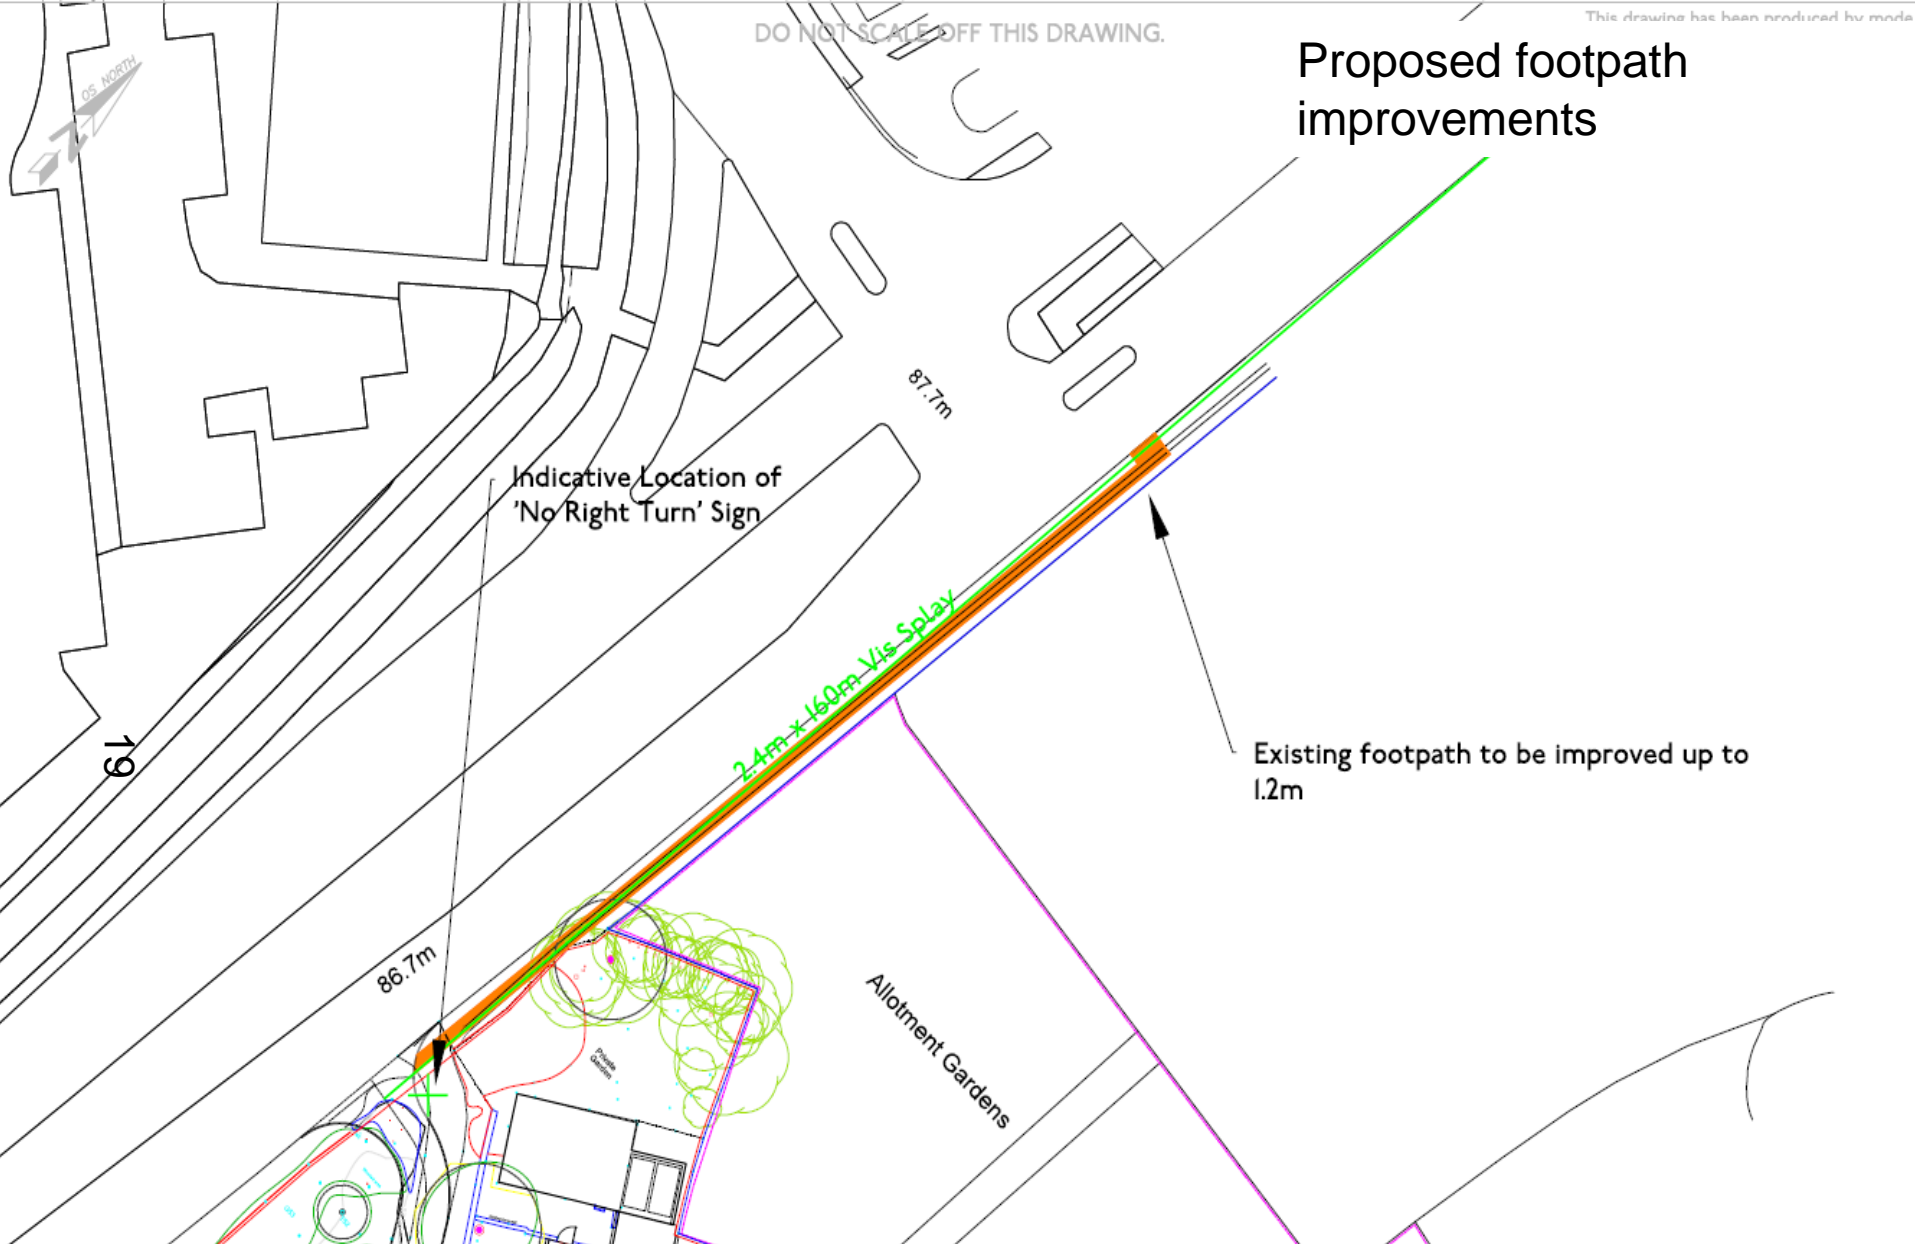 DO NOT SCALE OFF THIS DRAWING.
This drawing has been produced by mode
Proposed footpath
improvements
OS NORTH
N
87.7m
Indicative Location of
'No Right Turn' Sign
2.4m x 160m Vis Splay
19
Existing footpath to be improved up to
1.2m
86.7m
Private
Garden
Allotment Gardens